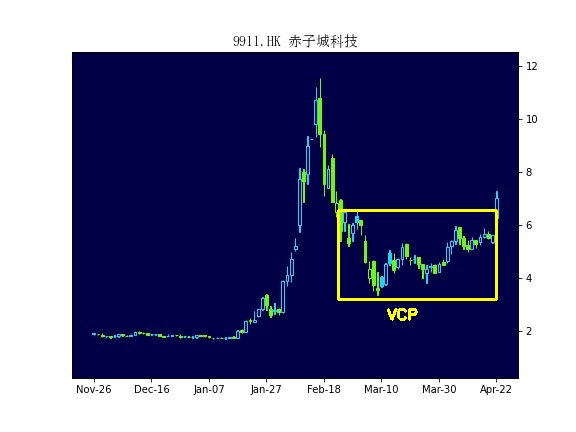 9911.HK 赤子城科技
12
10
8
6
4
2
VCP
Nov-26 Dec-16 Jan-07 Jan-27 Feb-18 Mar-10 Mar-30 Apr-22